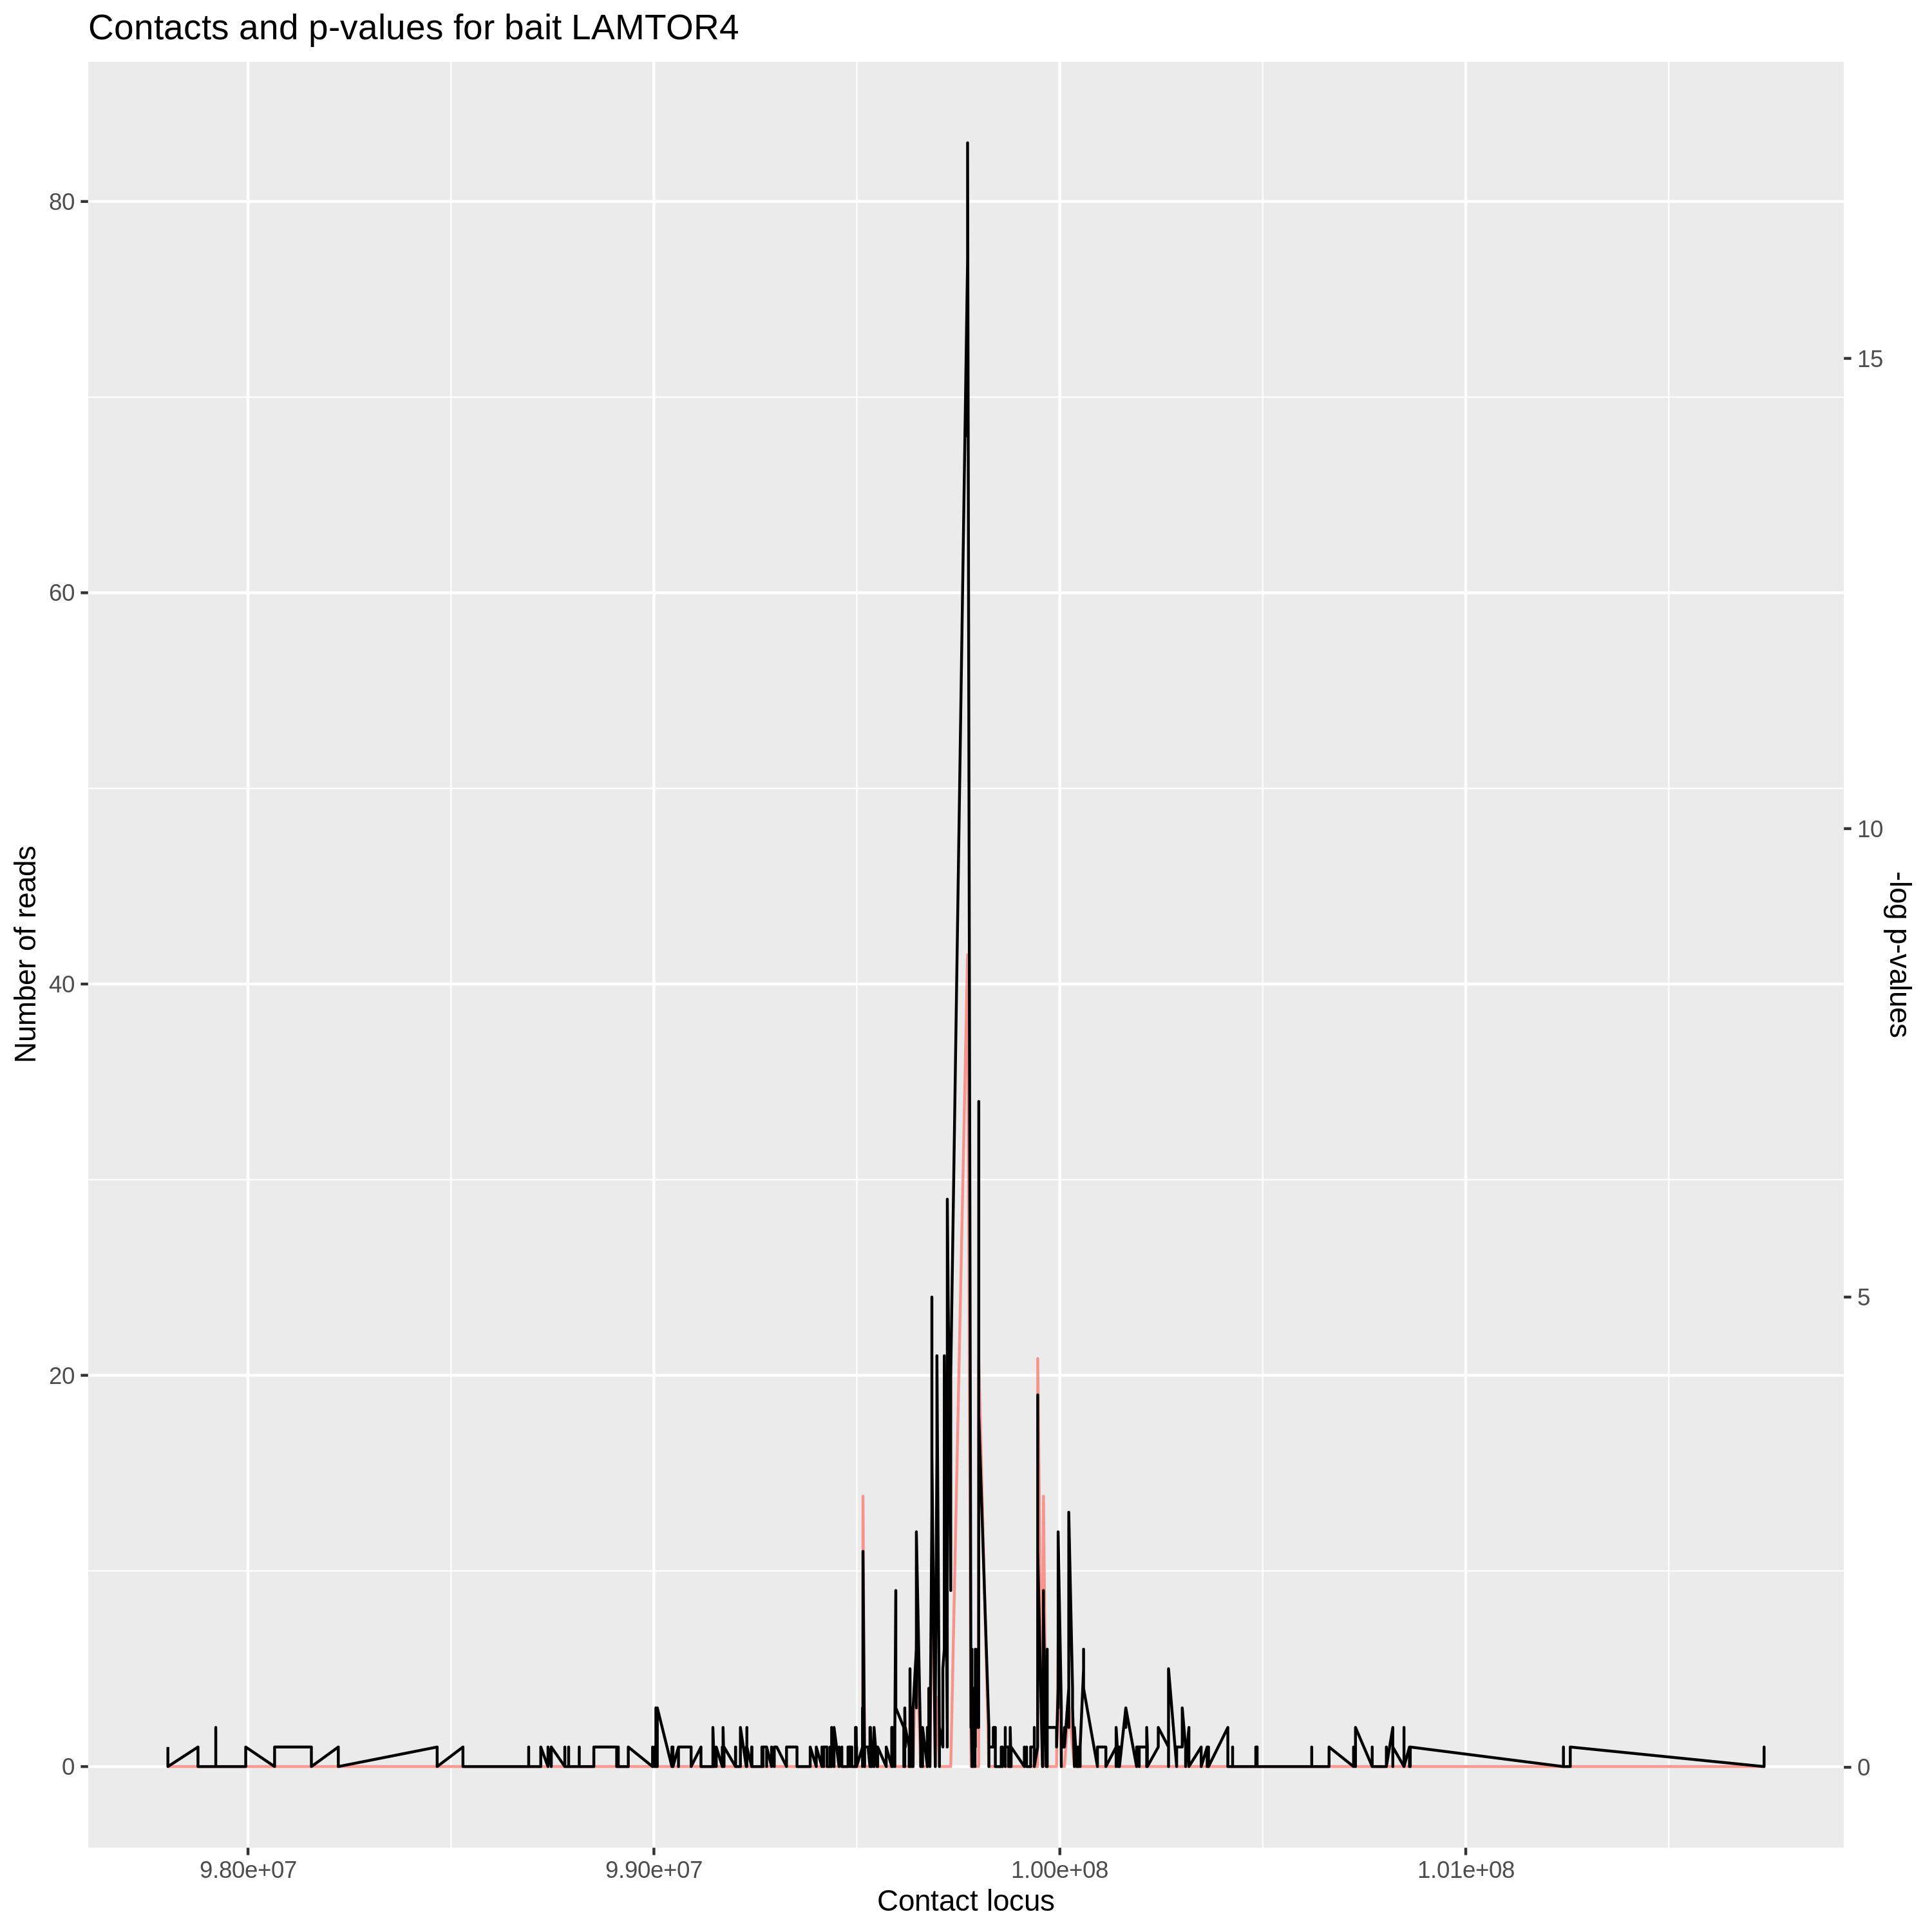 Contacts and p-values for bait LAMTOR4
80
60
40
20
0
Number of reads
15
10
5
0
-log p-values
9.80e+07
9.90e+07
1.00e+08
1.01e+08
Contact locus